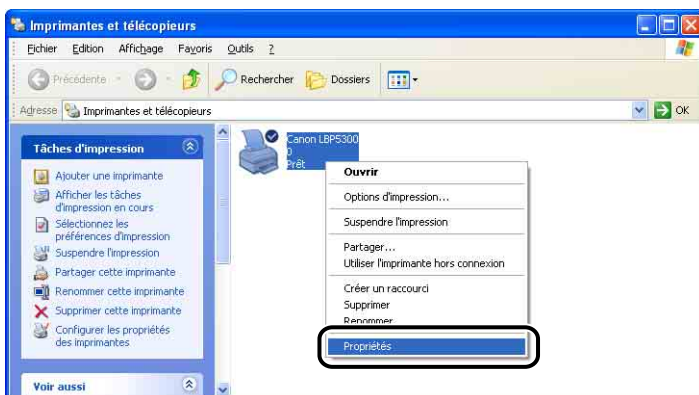 Imprimantes et télécopieurs
Fichier Edition Affichage Favoris Outils ?
Précédente Rechercher Dossiers
Adresse Imprimantes et télécopieurs OK
Tâches d'impression
Ajouter une imprimante
Afficher les tâches
d'impression en cours
Sélectionnez les
préférences d'impression
Suspendre l'impression
Partager cette imprimante
Renommer cette imprimante
Supprimer cette imprimante
Configurer les propriétés
des imprimantes
Voir aussi
Canon LBP5300
0
Prêt
Ouvrir
Options d'impression...
Suspendre l'impression
Partager...
Utiliser l'imprimante hors connexion
Créer un raccourci
Supprimer
Renommer
Propriétés